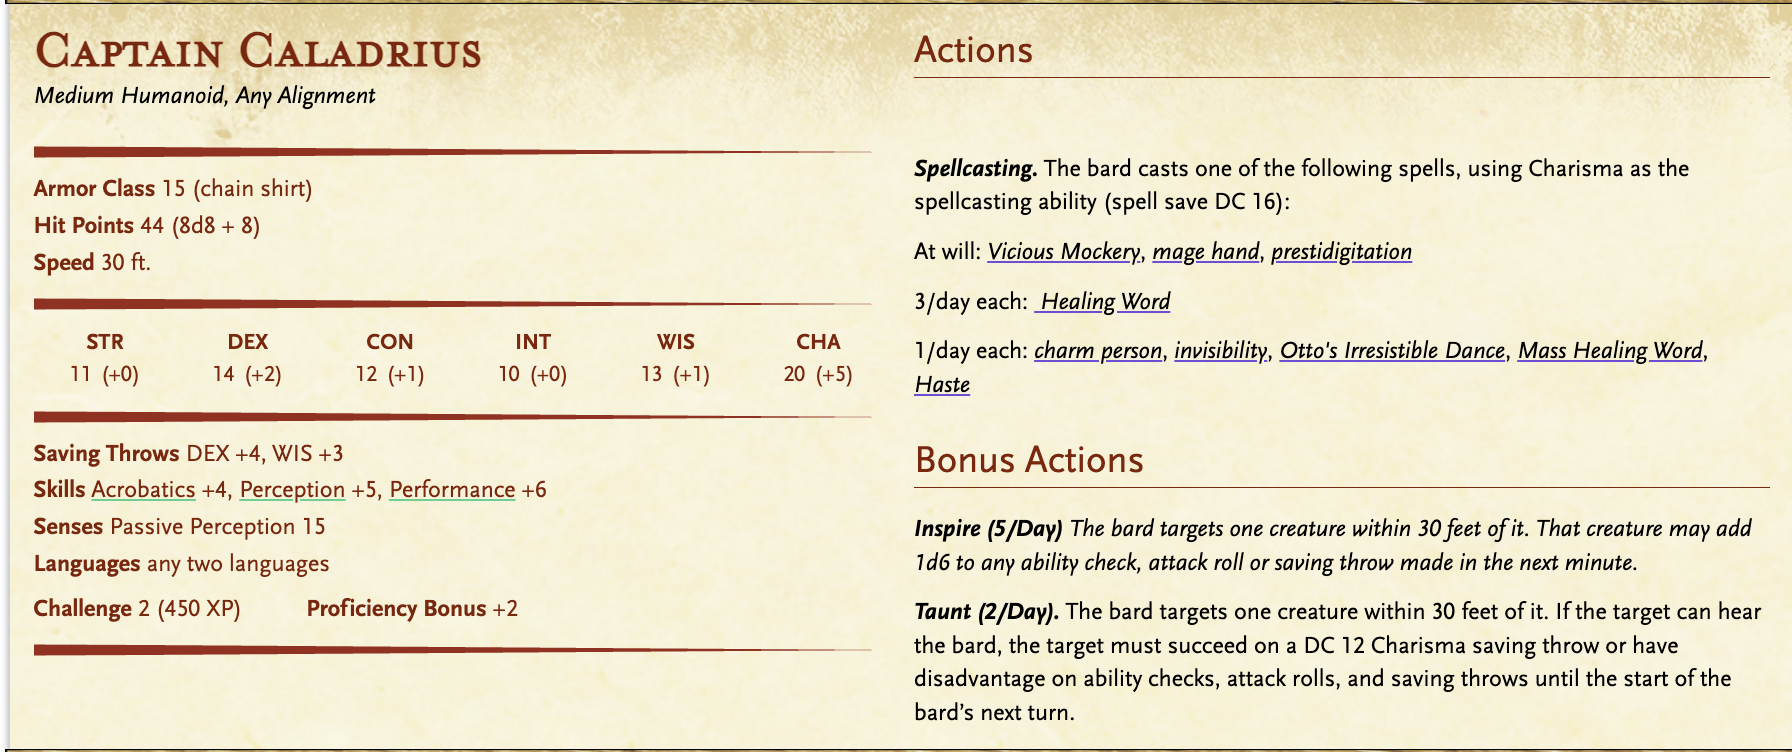 Captain Caladrius
Medium Humanoid, Any Alignment
Armor Class 15 (chain shirt)
Hit Points 44 (8d8 + 8)
Speed 30 ft.
STR DEX CON INT WIS CHA
11 (+0) 14 (+2) 12 (+1) 10 (+0) 13 (+1) 20 (+5)
Saving Throws DEX +4, WIS +3
Skills Acrobatics +4, Perception +5, Performance +6
Senses Passive Perception 15
Languages any two languages
Challenge 2 (450 XP) Proficiency Bonus +2
Actions
Spellcasting. The bard casts one of the following spells, using Charisma as the
spellcasting ability (spell save DC 16):
At will: Vicious Mockery, mage hand, prestidigitation
3/day each: Healing Word
1/day each: charm person, invisibility, Otto's Irresistible Dance, Mass Healing Word,
Haste
Bonus Actions
Inspire (5/Day) The bard targets one creature within 30 feet of it. That creature may add
1d6 to any ability check, attack roll or saving throw made in the next minute.
Taunt (2/Day). The bard targets one creature within 30 feet of it. If the target can hear
the bard, the target must succeed on a DC 12 Charisma saving throw or have
disadvantage on ability checks, attack rolls, and saving throws until the start of the
bard’s next turn.